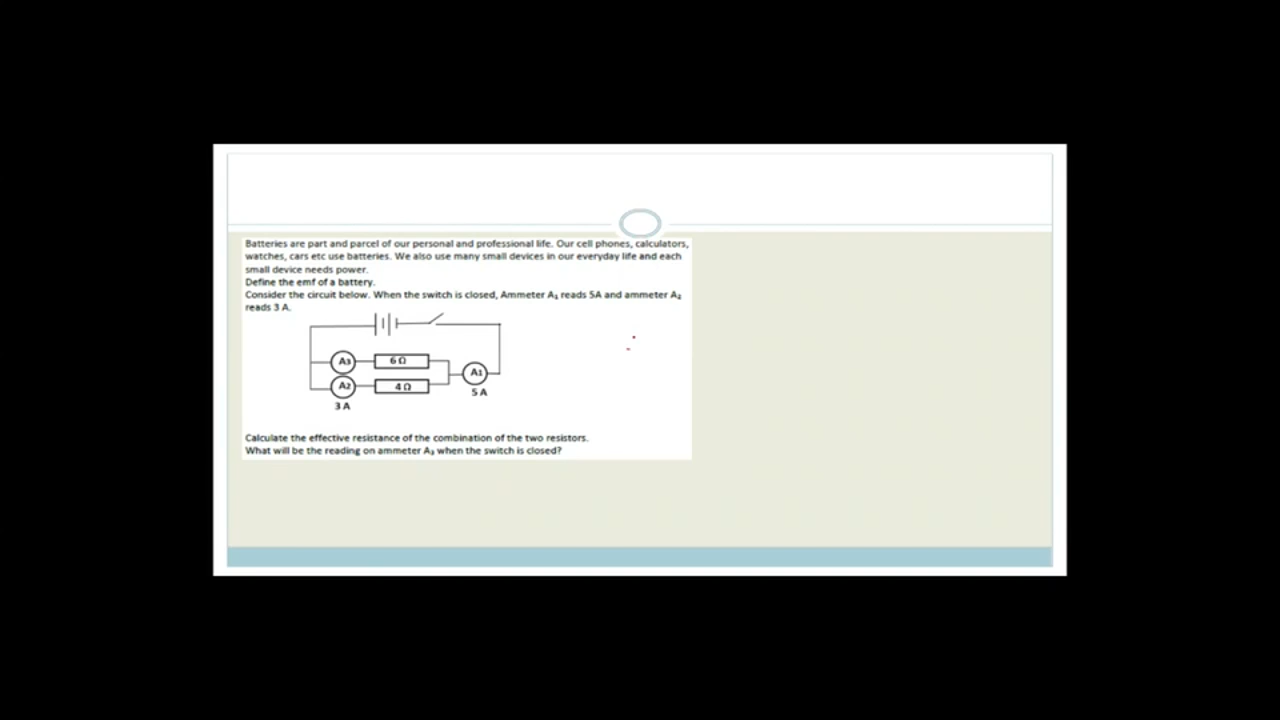 Batteries are part and parcel of our personal and professional life. Our cell phones, calculators,
watches, cars etc use batteries. We also use many small devices in our everyday life and each
small device needs power.
Define the emf of a battery.
Consider the circuit below. When the switch is closed, Ammeter A₁ reads 5A and ammeter A₂
reads 3 A.
A₃ 6 Ω
A₁
A₂ 4 Ω
5 A
3 A
Calculate the effective resistance of the combination of the two resistors.
What will be the reading on ammeter A₃ when the switch is closed?